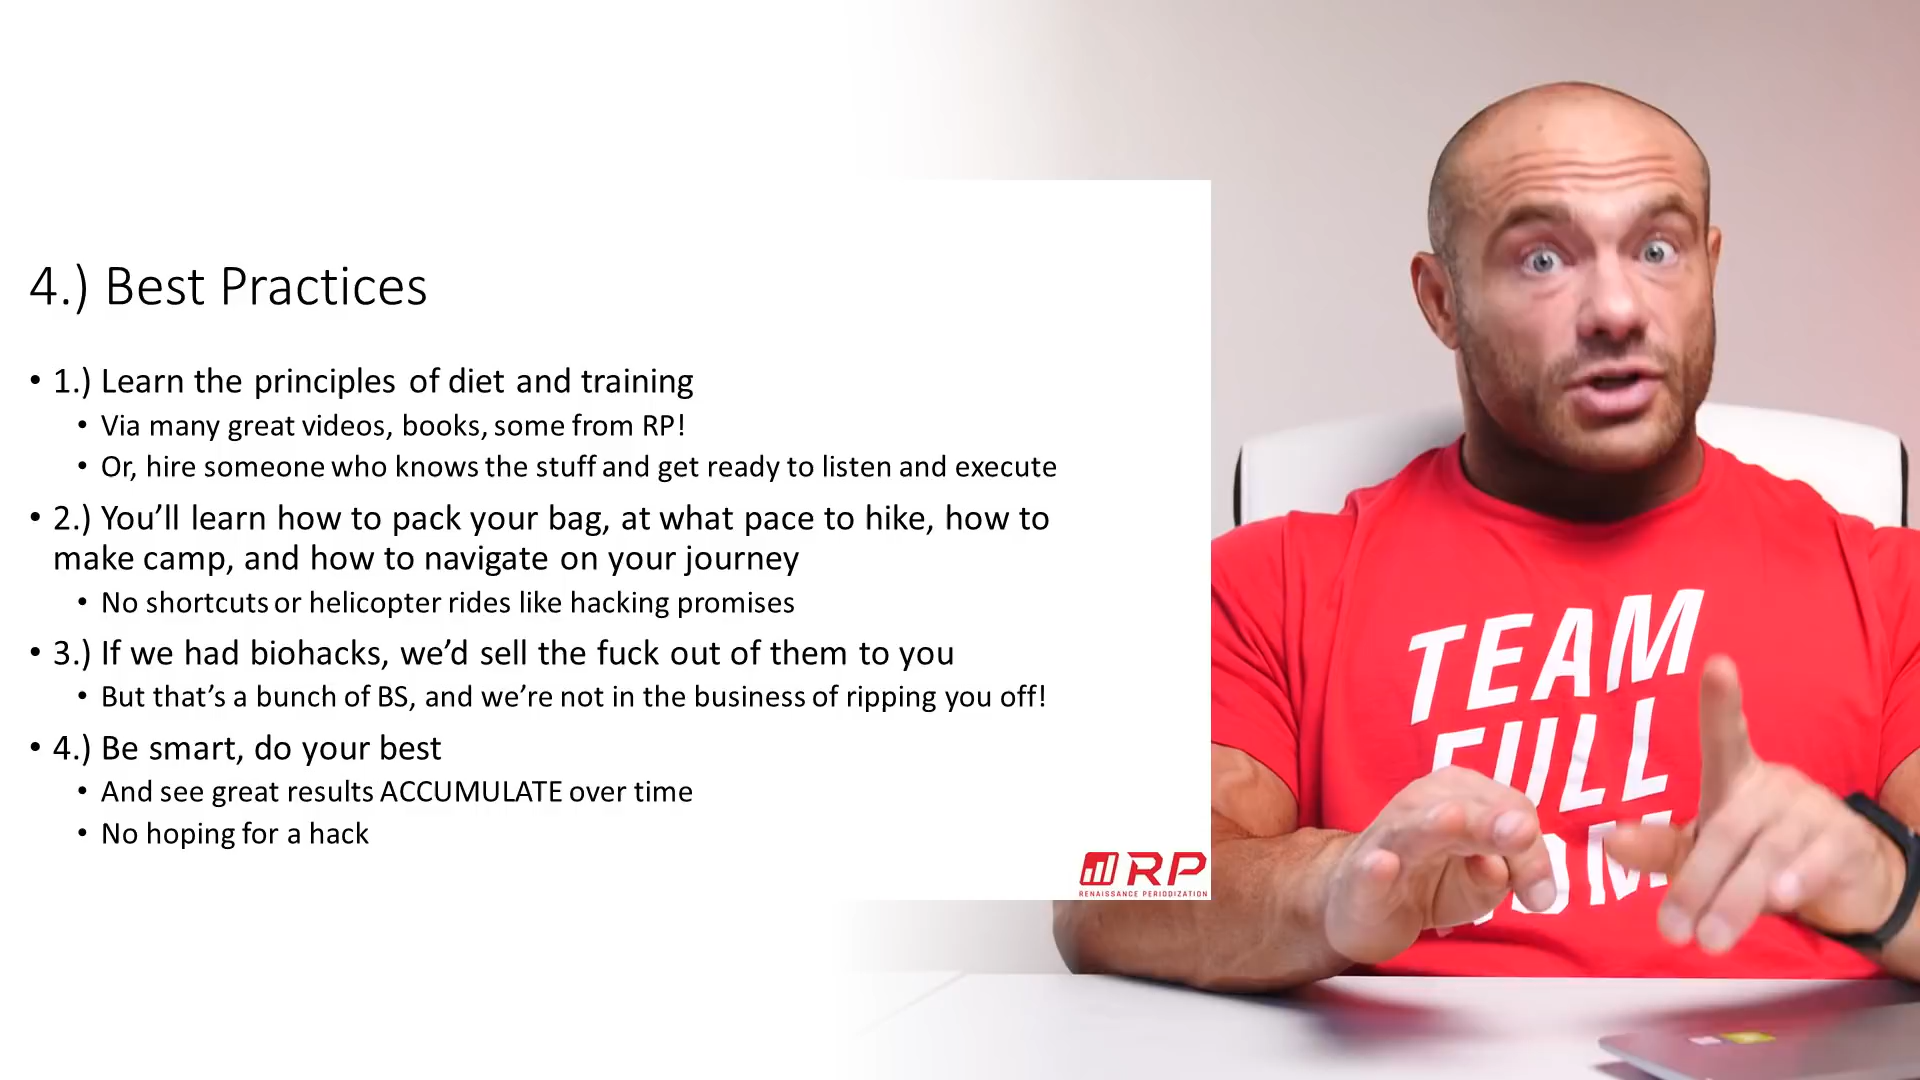 4.) Best Practices
• 1.) Learn the principles of diet and training
• Via many great videos, books, some from RP!
• Or, hire someone who knows the stuff and get ready to listen and execute
• 2.) You’ll learn how to pack your bag, at what pace to hike, how to
make camp, and how to navigate on your journey
• No shortcuts or helicopter rides like hacking promises
• 3.) If we had biohacks, we’d sell the fuck out of them to you
• But that’s a bunch of BS, and we’re not in the business of ripping you off!
• 4.) Be smart, do your best
• And see great results ACCUMULATE over time
• No hoping for a hack
RP
RENAISSANCE PERIODIZATION
TEAM
FULL